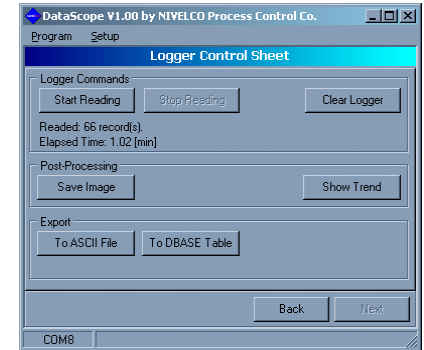 DataScope V1.00 by NIVELCO Process Control Co.
Program Setup
Logger Control Sheet
Logger Commands
Start Reading Stop Reading Clear Logger
Readed: 66 record(s).
Elapsed Time: 1.02 [min]
Post-Processing
Save Image Show Trend
Export
To ASCII File To DBASE Table
Back Next
COM8